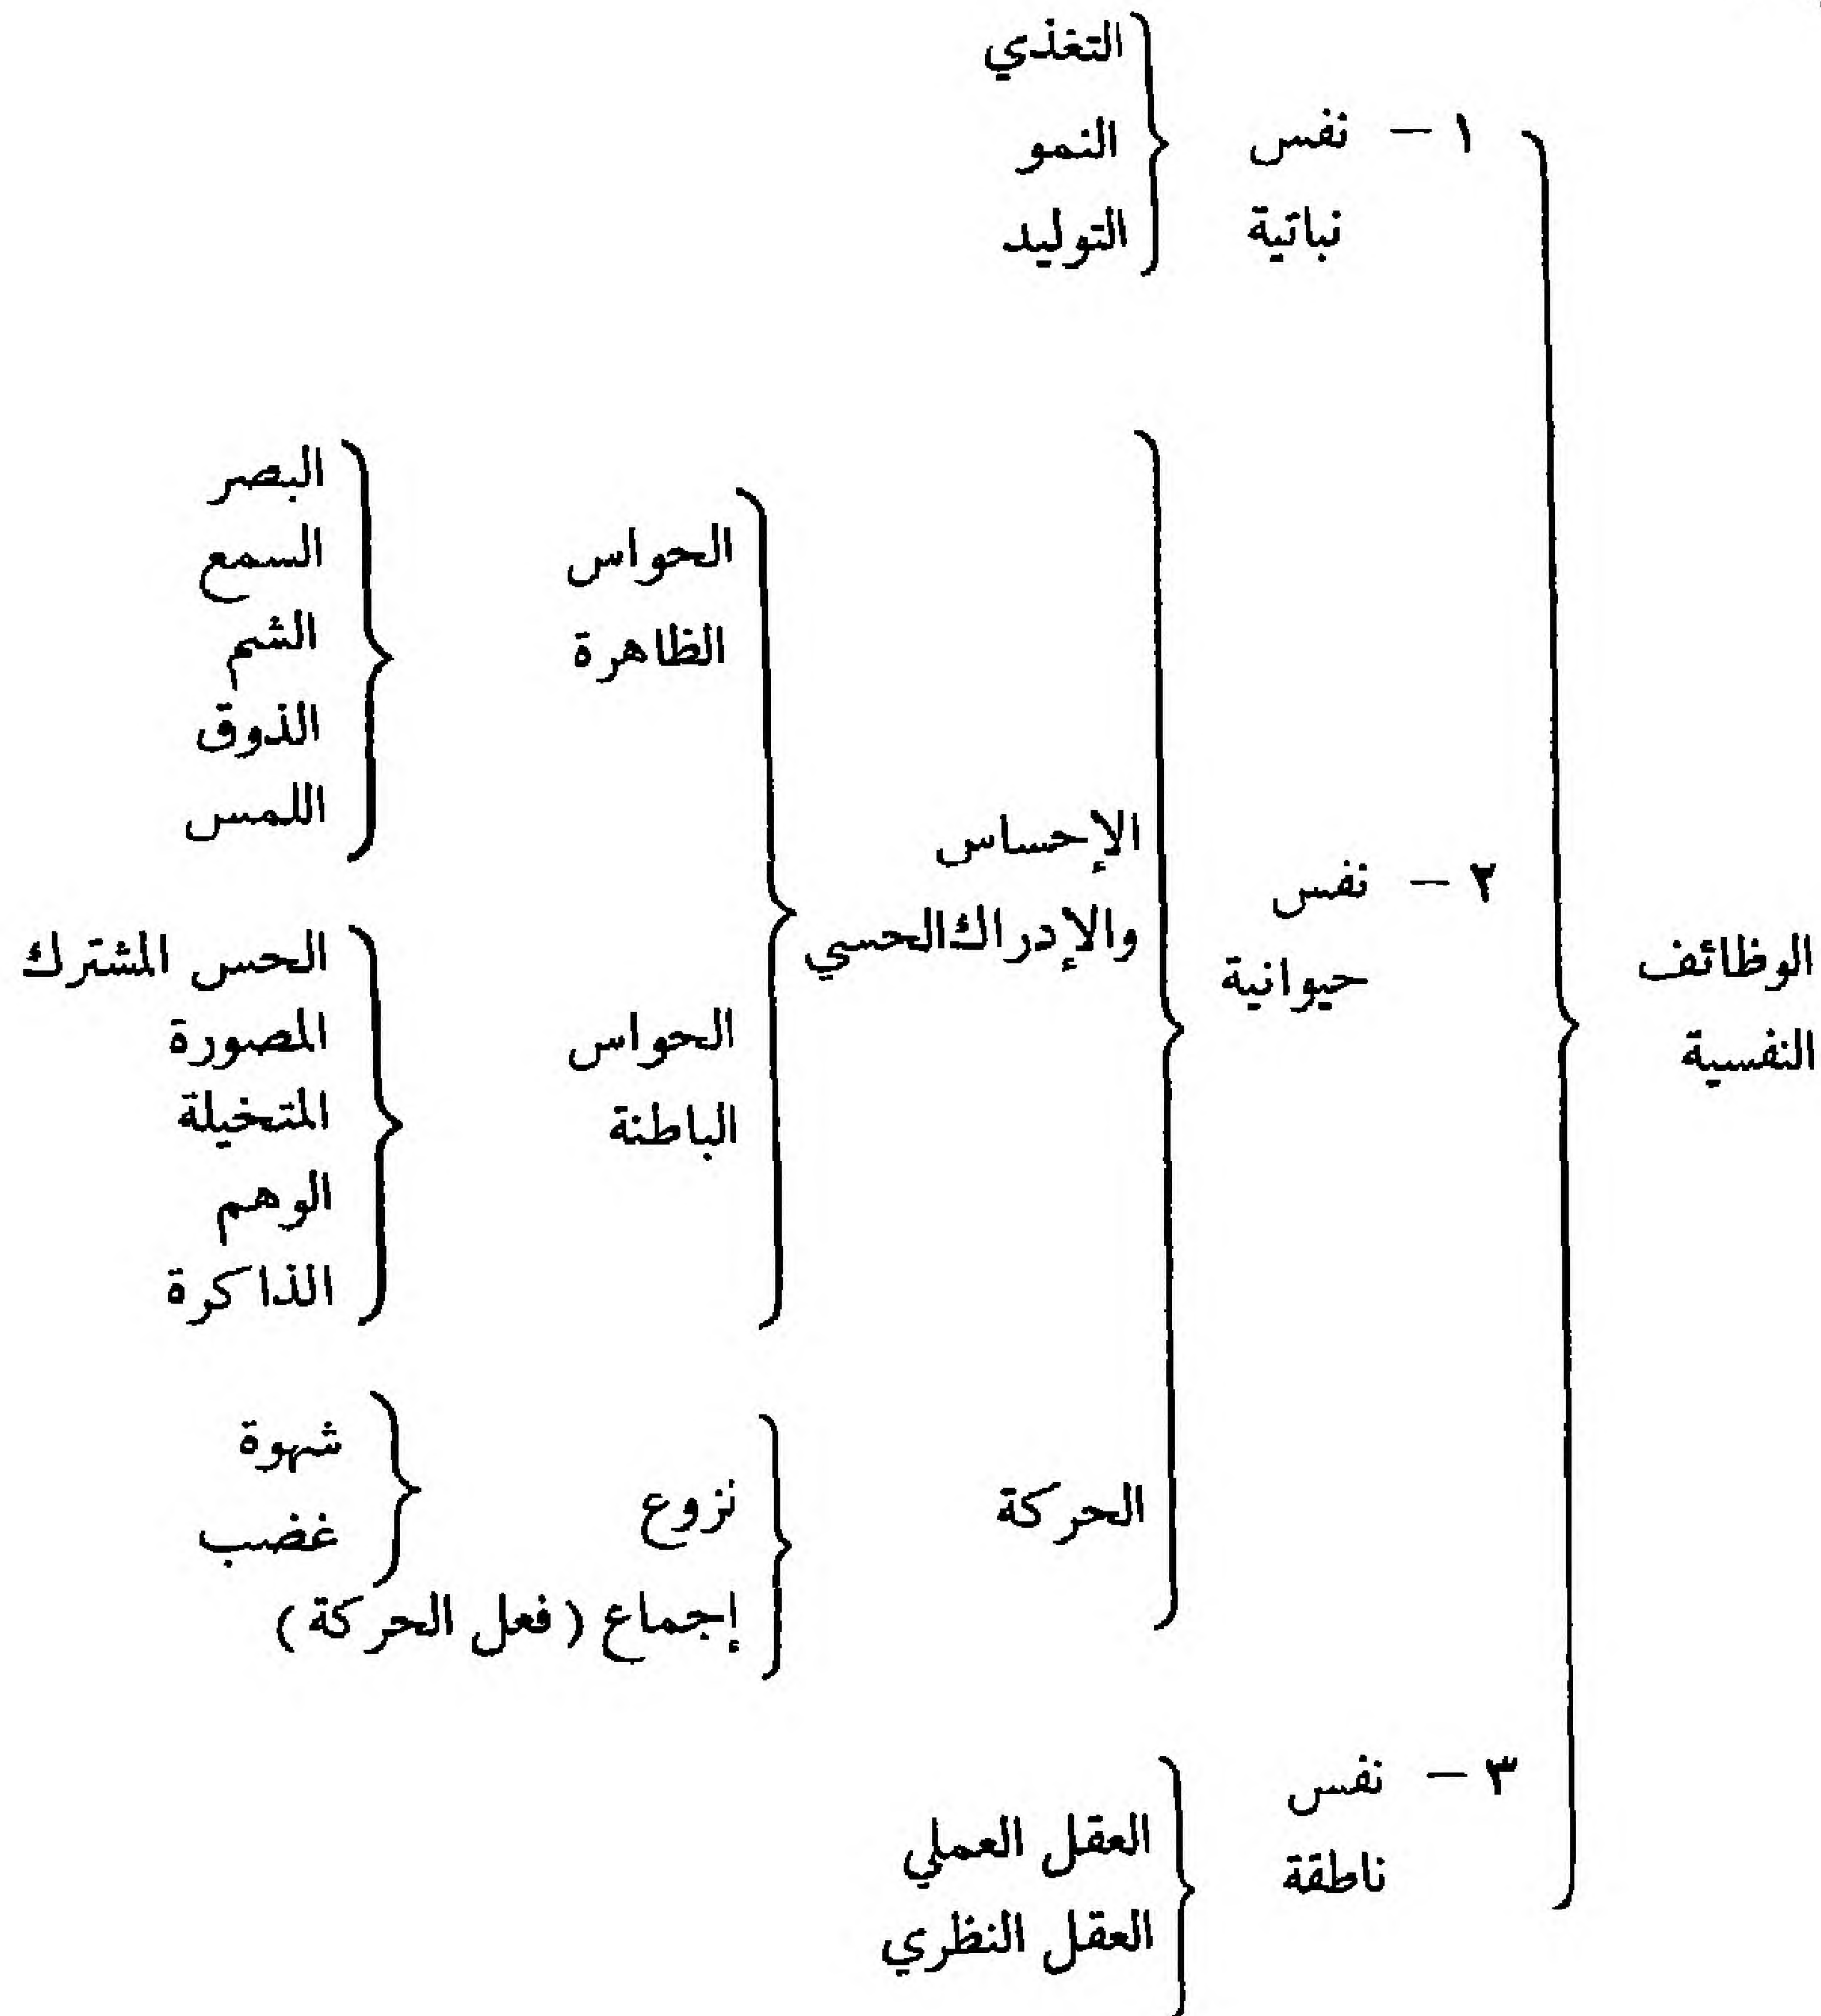 الوظائف
النفسية
١ - نفس
نباتية
التغذي
النمو
التوليد
٢ - نفس
حيوانية
الإحساس
والإدراك الحسي
الحواس
الظاهرة
البصر
السمع
الشم
الذوق
اللمس
الحواس
الباطنة
الحس المشترك
المصورة
المتخيلة
الوهم
الذاكرة
الحركة
نزوع
شهوة
غضب
إجماع ( فعل الحركة )
٣ - نفس
ناطقة
العقل العملي
العقل النظري